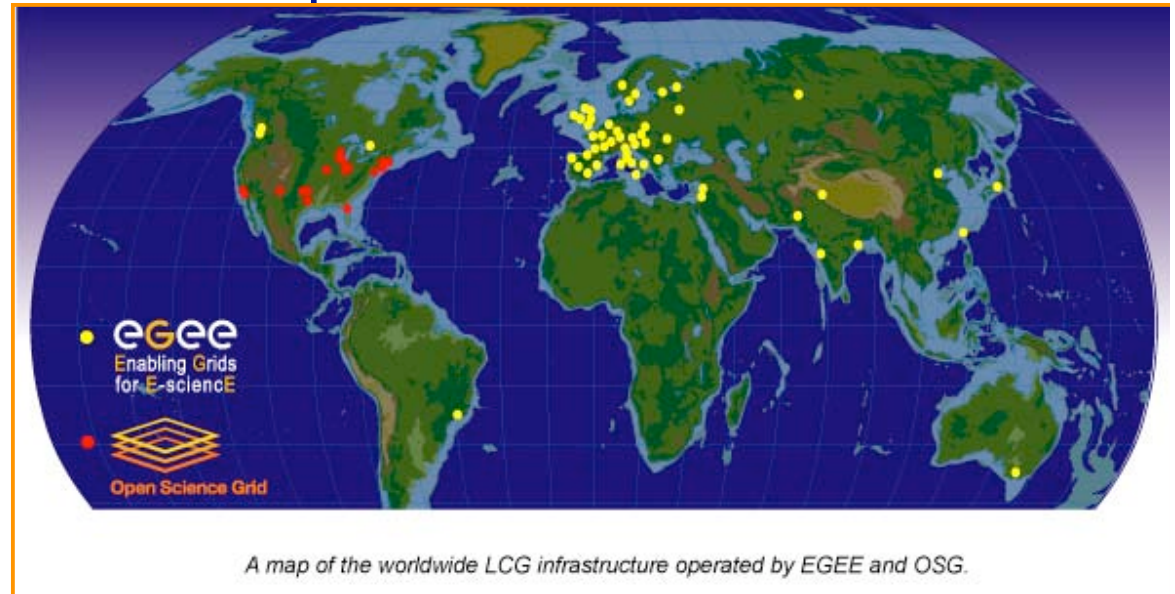 eGee
Enabling Grids
for E-sciencE
Open Science Grid
A map of the worldwide LCG infrastructure operated by EGEE and OSG.